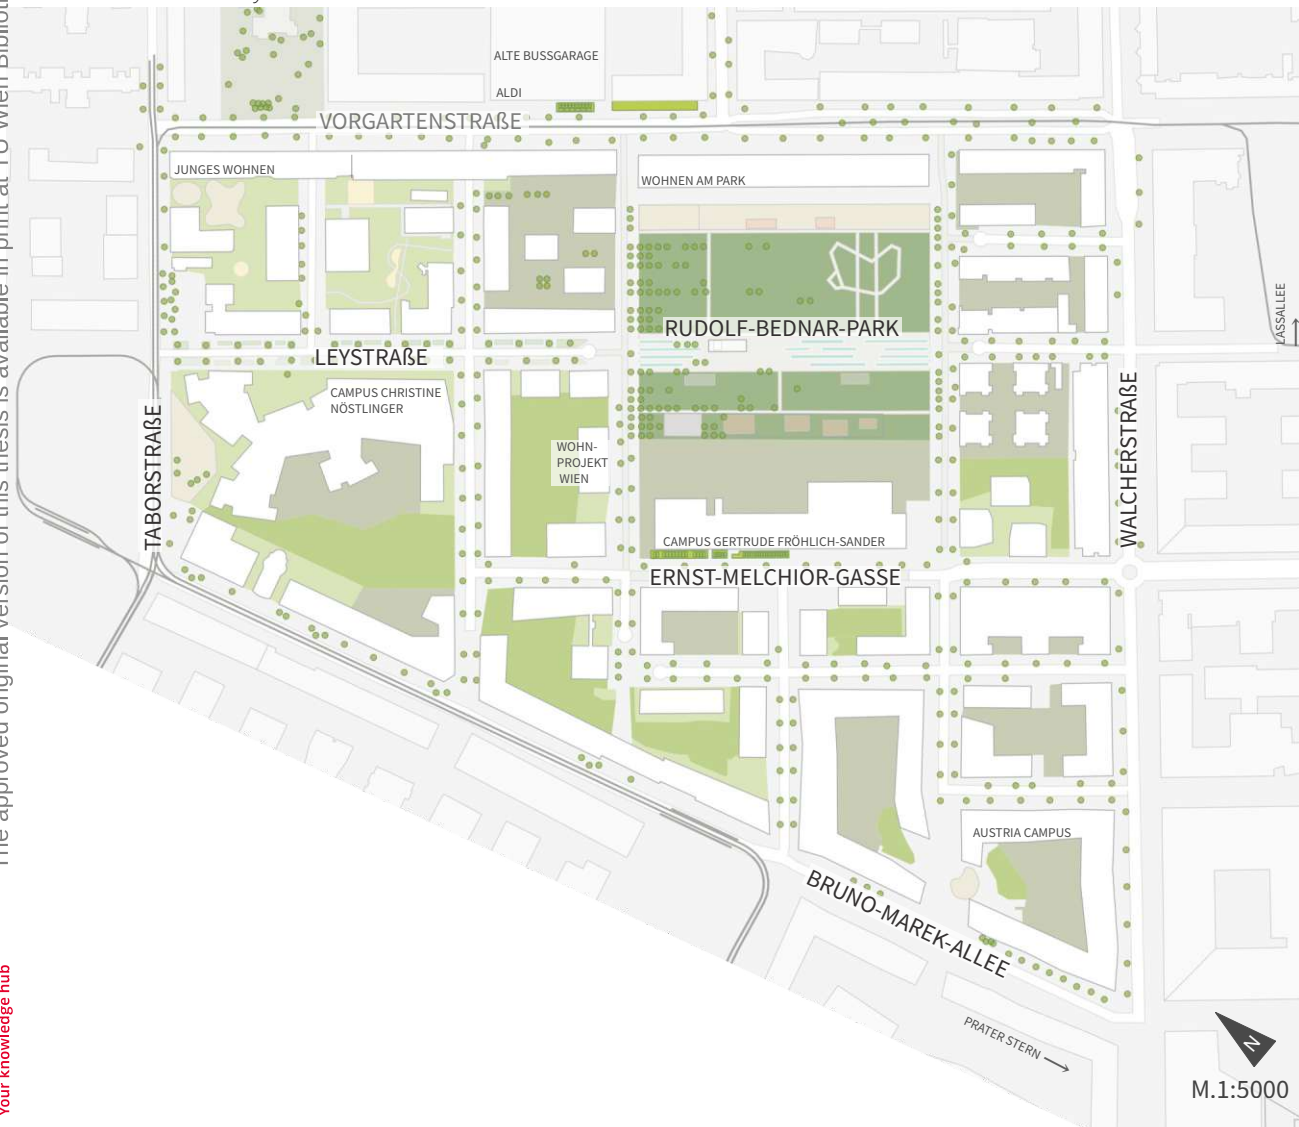 ALTE BUSSGARAGE
ALDI
VORGARTENSTRAßE
JUNGES WOHNEN
WOHNEN AM PARK
LASSALLEE
RUDOLF-BEDNAR-PARK
LEYSTRAßE
CAMPUS CHRISTINE
NÖSTLINGER
TABORSTRAßE
WALCHERSTRAßE
WOHN-
PROJEKT
WIEN
CAMPUS GERTRUDE FRÖHLICH-SANDER
ERNST-MELCHIOR-GASSE
AUSTRIA CAMPUS
BRUNO-MAREK-ALLEE
PRATER STERN
N
M.1:5000
The approved original version of this thesis is available in print at TU Wien
Your knowledge hub